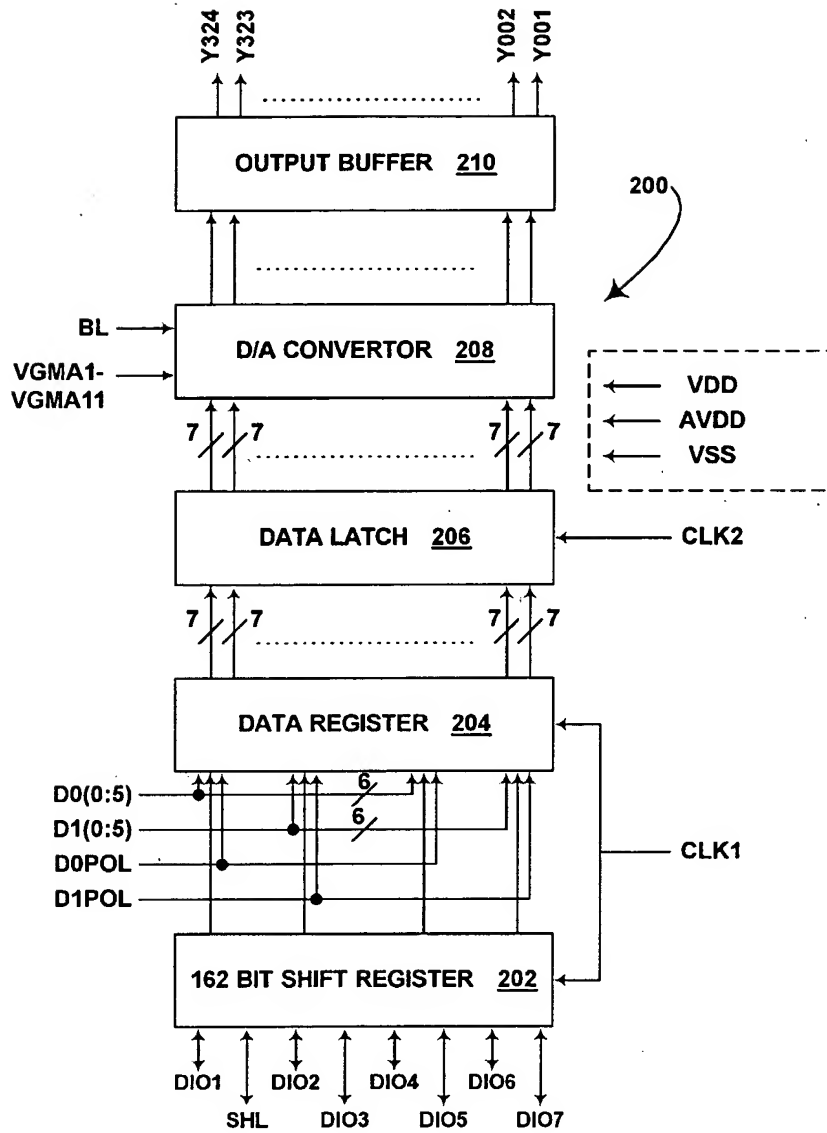 Y324 Y323 Y002 Y001
OUTPUT BUFFER 210
200
BL
D/A CONVERTOR 208
VGMA1-
VGMA11
VDD
AVDD
VSS
7 7 7 7
DATA LATCH 206
CLK2
7 7 7 7
DATA REGISTER 204
D0(0:5)
6
D1(0:5)
6
D0POL
CLK1
D1POL
162 BIT SHIFT REGISTER 202
DIO1 DIO2 DIO4 DIO6
SHL DIO3 DIO5 DIO7